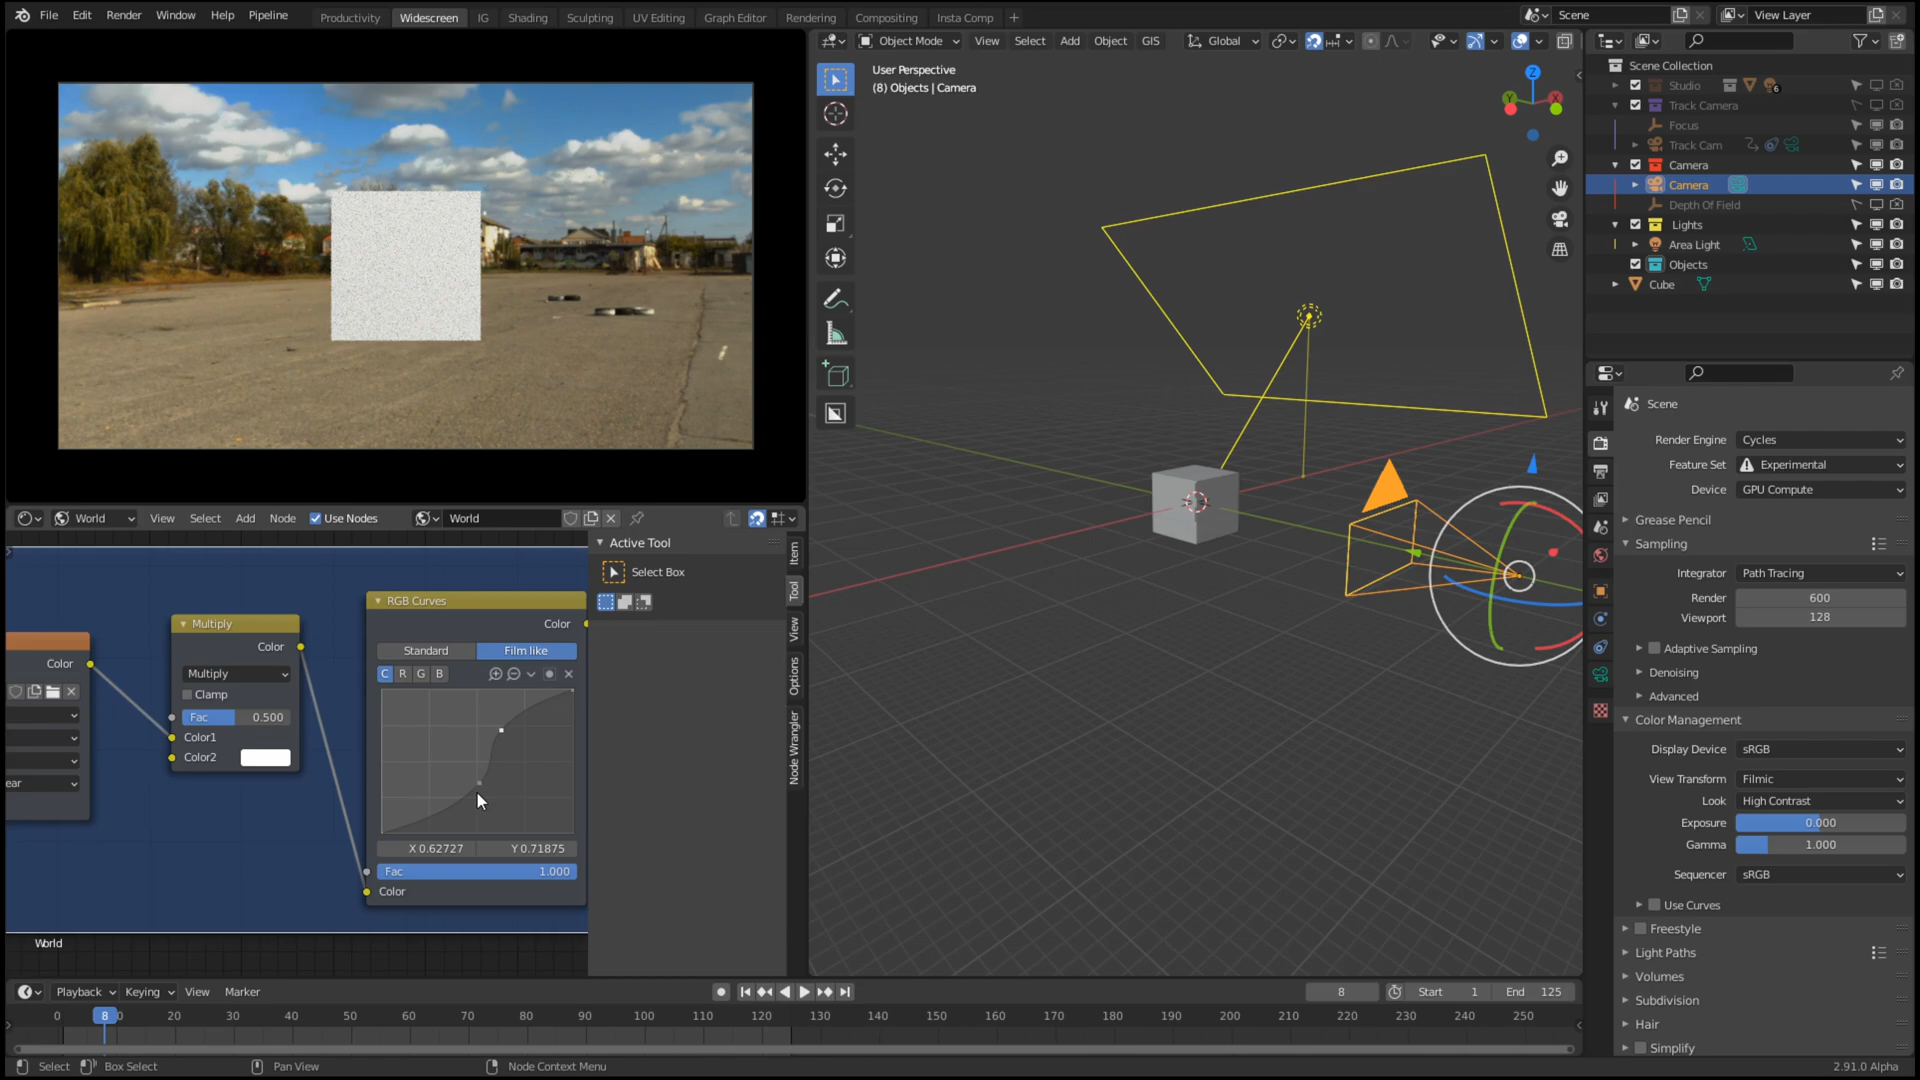 File Edit Render Window Help Pipeline
Productivity Widescreen IG Shading Sculpting UV Editing Graph Editor Rendering Compositing Insta Comp
Scene
View Layer
Object Mode View Select Add Object GIS Global
User Perspective
(8) Objects | Camera
Z
Y
X
Scene Collection
Studio 6
Track Camera
Focus
Track Cam
Camera
Camera
Depth Of Field
Lights
Area Light
Objects
Cube
Scene
Render Engine Cycles
Feature Set Experimental
Device GPU Compute
Grease Pencil
Sampling
Integrator Path Tracing
Render 600
Viewport 128
Adaptive Sampling
Denoising
Advanced
Color Management
Display Device sRGB
View Transform Filmic
Look High Contrast
Exposure 0.000
Gamma 1.000
Sequencer sRGB
Use Curves
Freestyle
Light Paths
Volumes
Subdivision
Hair
Simplify
World View Select Add Node Use Nodes World
Color
ear
Multiply
Color
Multiply
Clamp
Fac 0.500
Color1
Color2
RGB Curves
Color
Standard Film like
C R G B
X 0.62727 Y 0.71875
Fac 1.000
Color
World
Active Tool
Select Box
Item
Tool
View
Options
Node Wrangler
Playback Keying View Marker
8 Start 1 End 125
0 8 0 20 30 40 50 60 70 80 90 100 110 120 130 140 150 160 170 180 190 200 210 220 230 240 250
Select Box Select Pan View Node Context Menu 2.91.0 Alpha